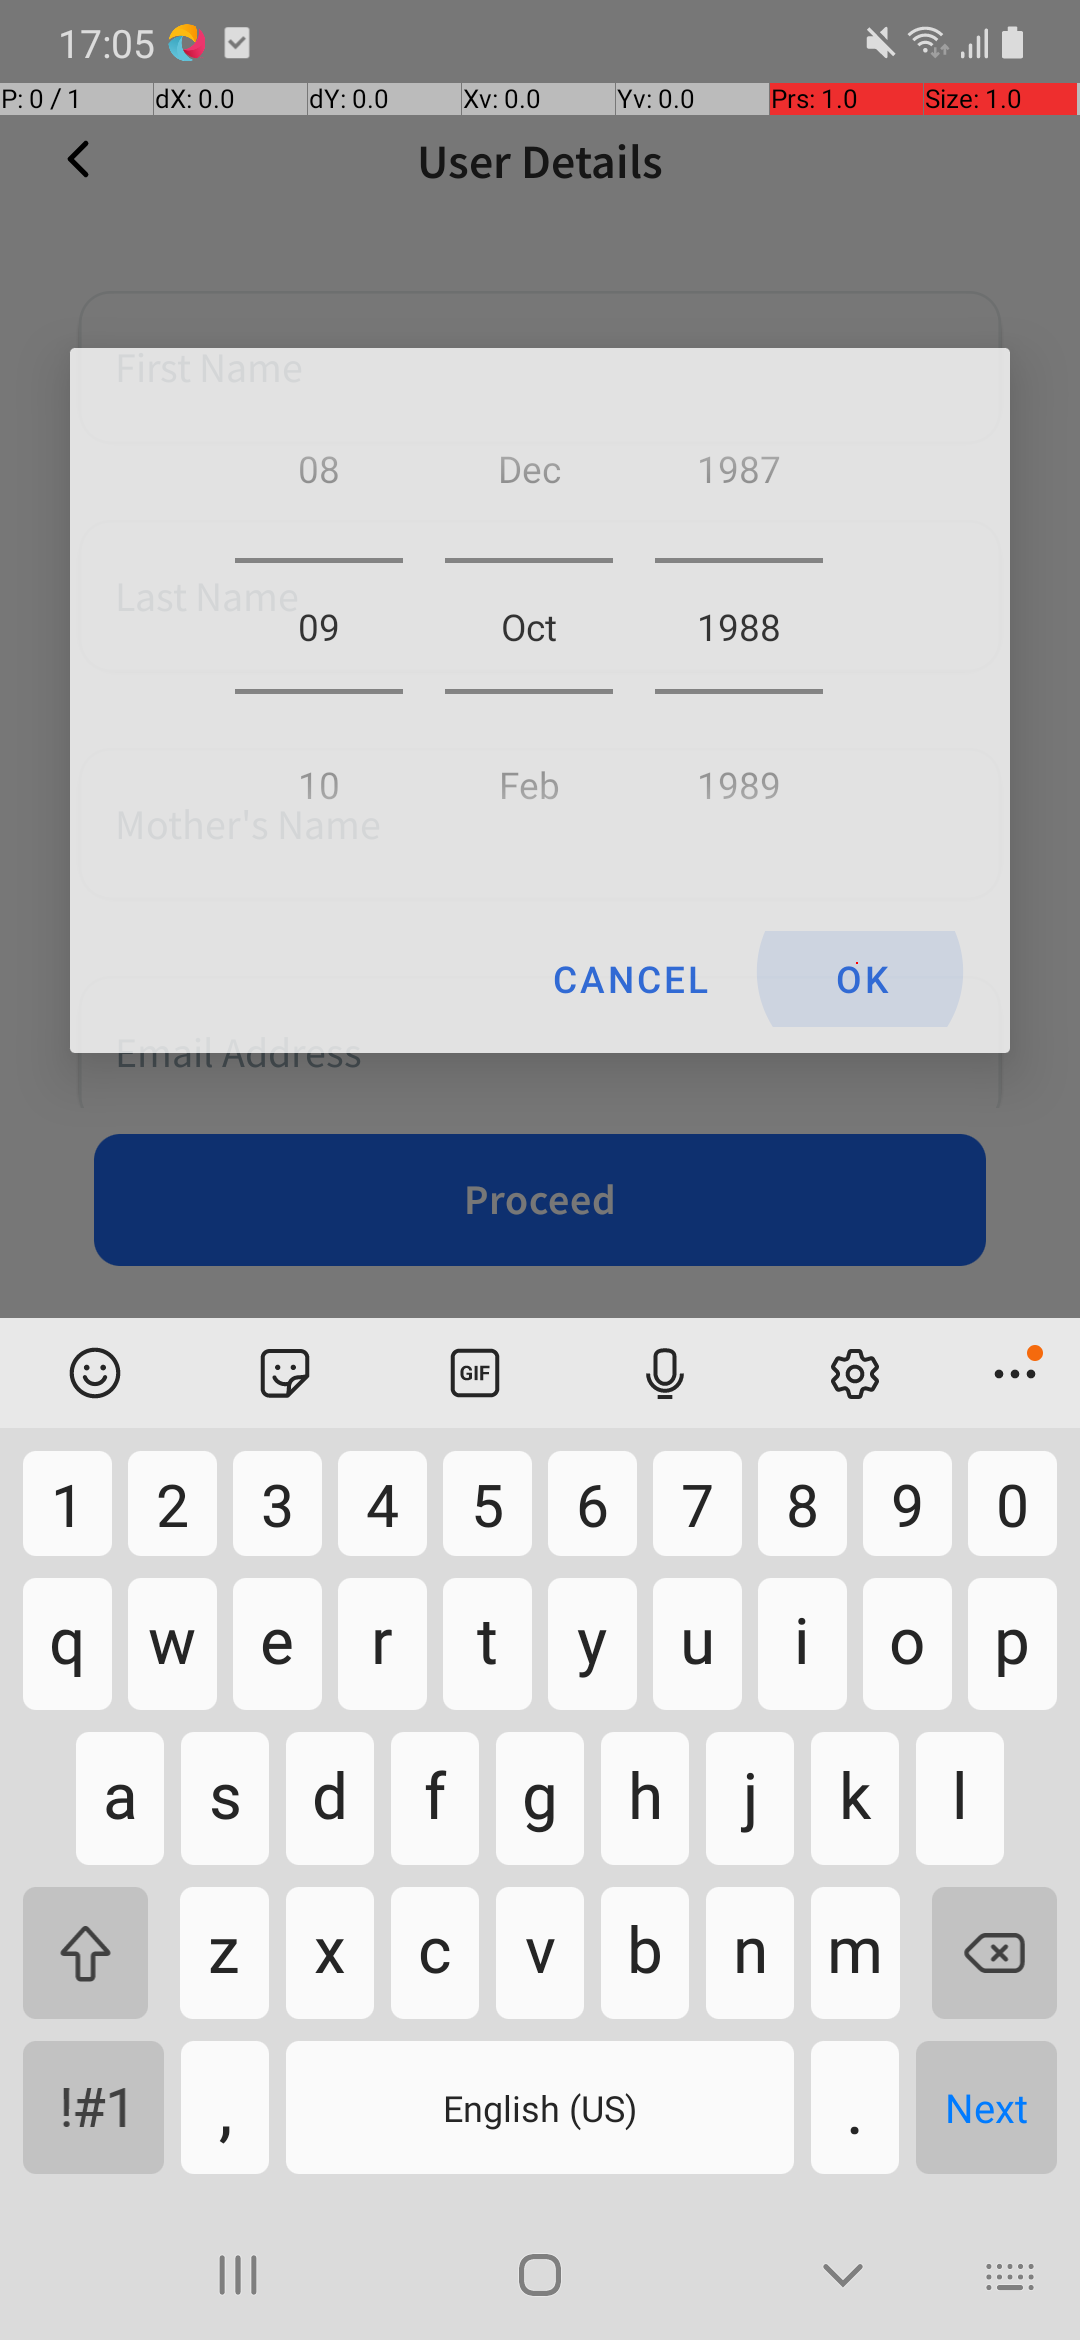 17:05
P: 0 / 1 dX: 0.0 dY: 0.0 Xv: 0.0 Yv: 0.0 Prs: 1.0 Size: 1.0
User Details
First Name
08 Dec 1987
Last Name
09 Oct 1988
10 Feb 1989
Mother's Name
CANCEL OK
Email Address
Proceed
GIF
1 2 3 4 5 6 7 8 9 0
q w e r t y u i o p
a s d f g h j k l
z x c v b n m
!#1 , English (US) . Next